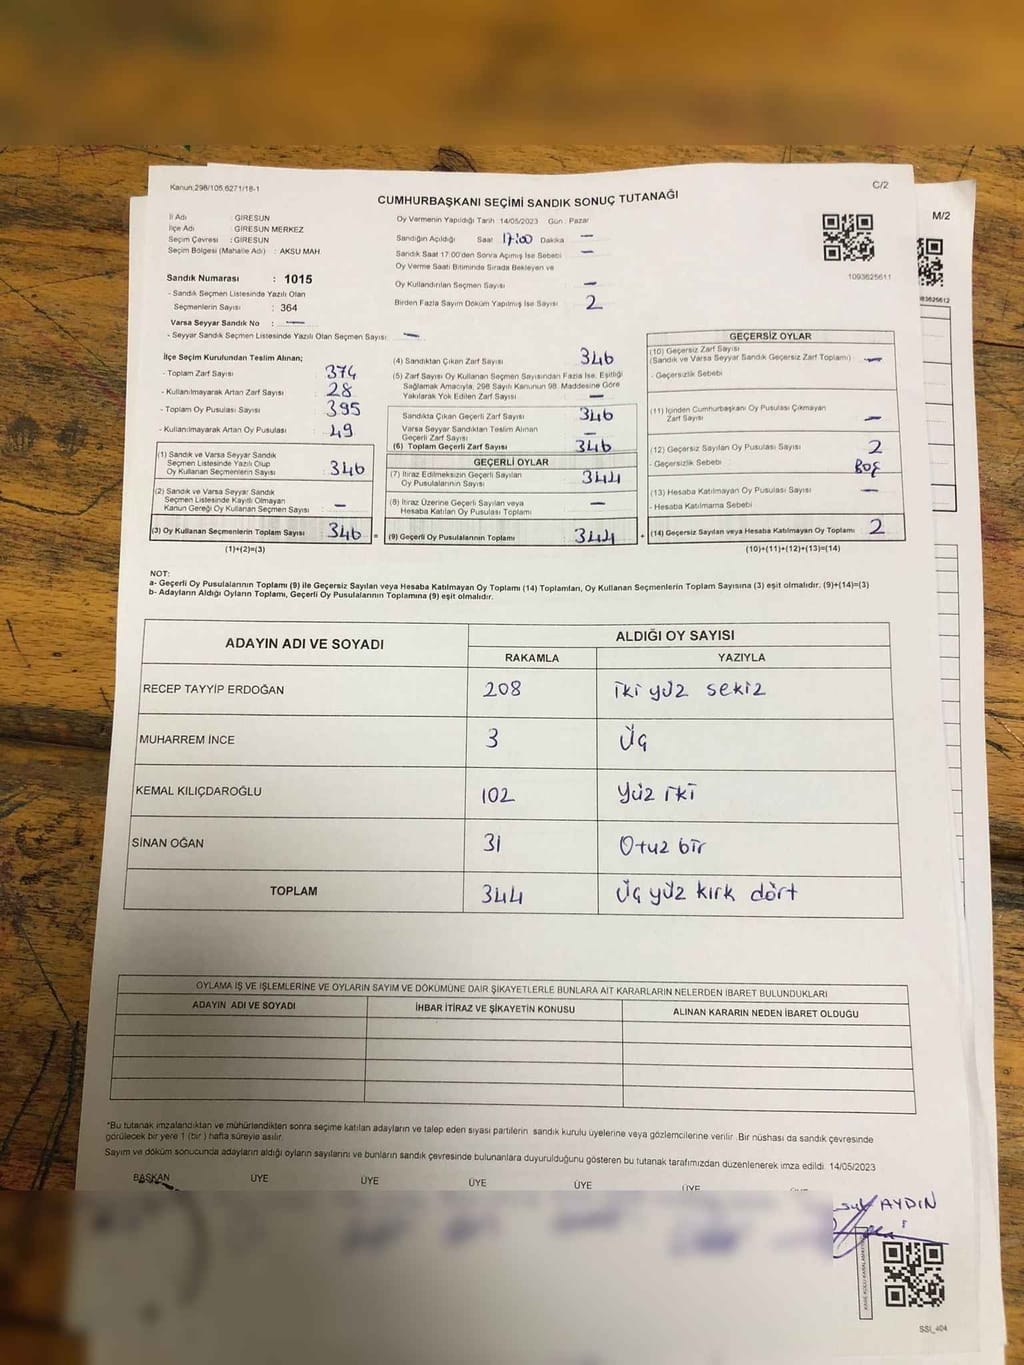 Kanun;298/105,6271/18-1
C/2
M/2
CUMHURBAŞKANI SEÇİMİ SANDIK SONUÇ TUTANAĞI
İl Adı : GİRESUN
İlçe Adı : GİRESUN MERKEZ
Seçim Çevresi : GİRESUN
Seçim Bölgesi (Mahalle Adı) : AKSU MAH.
Oy Vermenin Yapıldığı Tarih 14/05/2023 Gün : Pazar
Sandığın Açıldığı Saat 17:00 Dakika —
Sandık Saat 17:00'den Sonra Açımış İse Sebebi —
Oy Verme Saati Bitiminde Sırada Bekleyen ve
Oy Kullandırılan Seçmen Sayısı —
Birden Fazla Sayım Döküm Yapılmış İse Sayısı 2
1093625611
Sandık Numarası : 1015
- Sandık Seçmen Listesinde Yazılı Olan
Seçmenlerin Sayısı : 364
Varsa Seyyar Sandık No : —
- Seyyar Sandık Seçmen Listesinde Yazılı Olan Seçmen Sayısı: —
İlçe Seçim Kurulundan Teslim Alınan;
- Toplam Zarf Sayısı 374
- Kullanılmayarak Artan Zarf Sayısı 28
- Toplam Oy Pusulası Sayısı 395
- Kullanılmayarak Artan Oy Pusulası 49
(1) Sandık ve Varsa Seyyar Sandık
Seçmen Listesinde Yazılı Olup
Oy Kullanan Seçmenlerin Sayısı 346
(2) Sandık ve Varsa Seyyar Sandık
Seçmen Listesinde Kayıtlı Olmayan
Kanun Gereği Oy Kullanan Seçmen Sayısı —
(3) Oy Kullanan Seçmenlerin Toplam Sayısı 346 =
(1)+(2)=(3)
(4) Sandıktan Çıkan Zarf Sayısı 346
(5) Zarf Sayısı Oy Kullanan Seçmen Sayısından Fazla İse, Eşitliği
Sağlamak Amacıyla, 298 Sayılı Kanunun 98. Maddesine Göre
Yakılarak Yok Edilen Zarf Sayısı —
Sandıkta Çıkan Geçerli Zarf Sayısı 346
Varsa Seyyar Sandıktan Teslim Alınan
Geçerli Zarf Sayısı —
(6) Toplam Geçerli Zarf Sayısı 346
GEÇERLİ OYLAR
(7) İtiraz Edilmeksizin Geçerli Sayılan
Oy Pusulalarının Sayısı 344
(8) İtiraz Üzerine Geçerli Sayılan veya
Hesaba Katılan Oy Pusulası Toplamı —
(9) Geçerli Oy Pusulalarının Toplamı 344 +
GEÇERSİZ OYLAR
(10) Geçersiz Zarf Sayısı
(Sandık ve Varsa Seyyar Sandık Geçersiz Zarf Toplamı) —
- Geçersizlik Sebebi
(11) İçinden Cumhurbaşkanı Oy Pusulası Çıkmayan
Zarf Sayısı —
(12) Geçersiz Sayılan Oy Pusulası Sayısı 2
- Geçersizlik Sebebi BOŞ
(13) Hesaba Katılmayan Oy Pusulası Sayısı —
- Hesaba Katılmama Sebebi
(14) Geçersiz Sayılan veya Hesaba Katılmayan Oy Toplamı 2
(10)+(11)+(12)+(13)=(14)
NOT:
a- Geçerli Oy Pusulalarının Toplamı (9) ile Geçersiz Sayılan veya Hesaba Katılmayan Oy Toplamı (14) Toplamları, Oy Kullanan Seçmenlerin Toplam Sayısına (3) eşit olmalıdır. (9)+(14)=(3)
b- Adayların Aldığı Oyların Toplamı, Geçerli Oy Pusulalarının Toplamına (9) eşit olmalıdır.
ADAYIN ADI VE SOYADI ALDIĞI OY SAYISI
RAKAMLA YAZIYLA
RECEP TAYYİP ERDOĞAN 208 iki yüz sekiz
MUHARREM İNCE 3 Üç
KEMAL KILIÇDAROĞLU 102 yüz iki
SİNAN OĞAN 31 Otuz bir
TOPLAM 344 üç yüz kırk dört
OYLAMA İŞ VE İŞLEMLERİNE VE OYLARIN SAYIM VE DÖKÜMÜNE DAİR ŞİKAYETLERLE BUNLARA AİT KARARLARIN NELERDEN İBARET BULUNDUKLARI
ADAYIN ADI VE SOYADI İHBAR İTİRAZ VE ŞİKAYETİN KONUSU ALINAN KARARIN NEDEN İBARET OLDUĞU
*Bu tutanak imzalandıktan ve mühürlendikten sonra seçime katılan adayların ve talep eden siyası partilerin sandık kurulu üyelerine veya gözlemcilerine verilir. Bir nüshası da sandık çevresinde
görülecek bir yere 1 (bir ) hafta süreyle asılır.
Sayım ve döküm sonucunda adayların aldığı oyların sayılarını ve bunların sandık çevresinde bulunanlara duyurulduğunu gösteren bu tutanak tarafımızdan düzenlenerek imza edildi. 14/05/2023
BAŞKAN ÜYE ÜYE ÜYE ÜYE ÜYE
AYDIN
SSİ_404